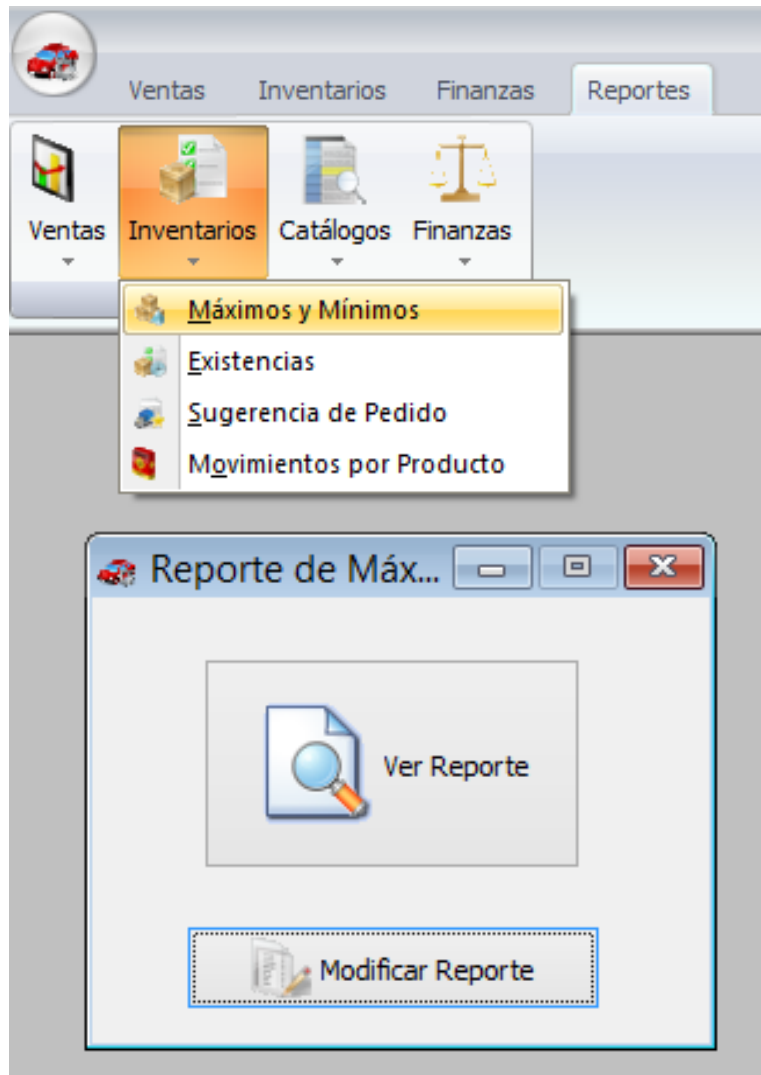 Ventas Inventarios Finanzas Reportes
Ventas Inventarios Catálogos Finanzas
Máximos y Mínimos
Existencias
Sugerencia de Pedido
Movimientos por Producto
Reporte de Máx...
Ver Reporte
Modificar Reporte